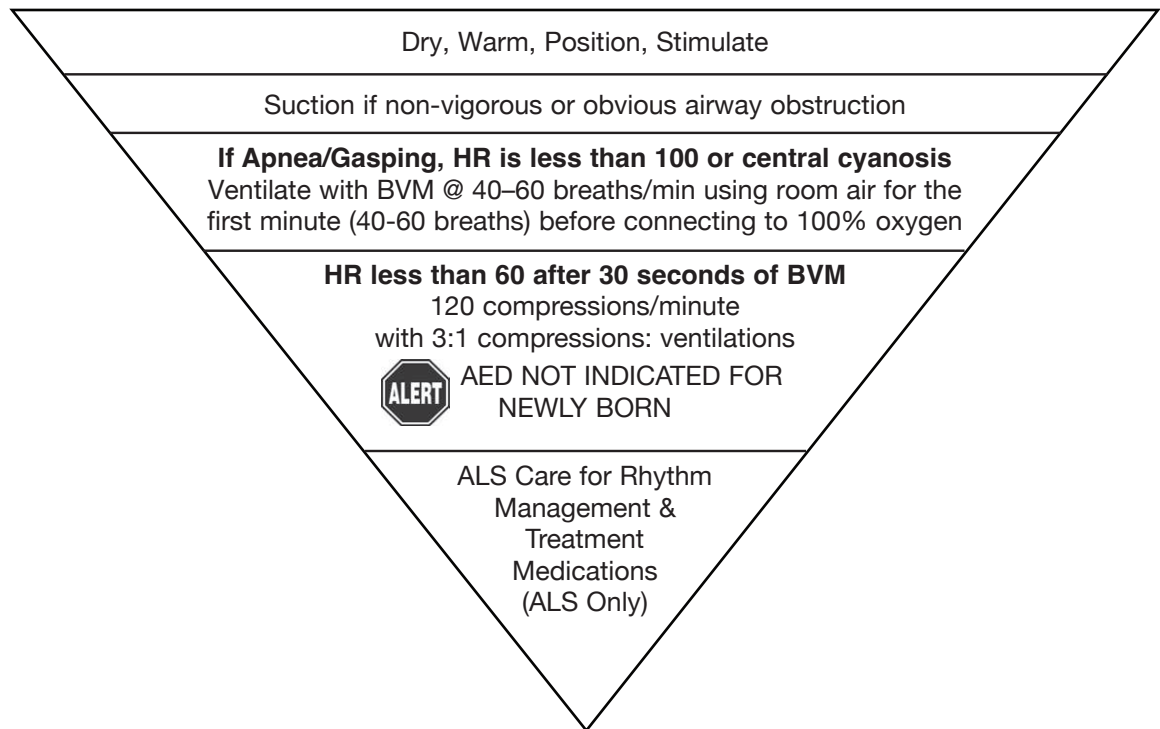 Dry, Warm, Position, Stimulate
Suction if non-vigorous or obvious airway obstruction
If Apnea/Gasping, HR is less than 100 or central cyanosis
Ventilate with BVM @ 40–60 breaths/min using room air for the
first minute (40-60 breaths) before connecting to 100% oxygen
HR less than 60 after 30 seconds of BVM
120 compressions/minute
with 3:1 compressions: ventilations
ALERT AED NOT INDICATED FOR
NEWLY BORN
ALS Care for Rhythm
Management &
Treatment
Medications
(ALS Only)